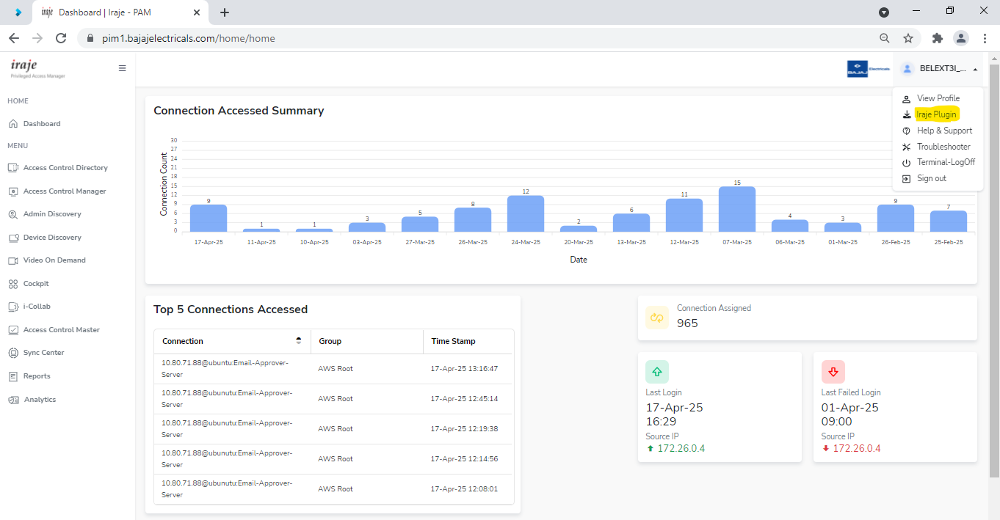 iraje Dashboard | Iraje - PAM
pim1.bajajelectricals.com/home/home
iraje
Privileged Access Manager
BAJAJ Electricals
BELEXT3I_...
HOME
Dashboard
MENU
Access Control Directory
Access Control Manager
Admin Discovery
Device Discovery
Video On Demand
Cockpit
i-Collab
Access Control Master
Sync Center
Reports
Analytics
View Profile
Iraje Plugin
Help & Support
Troubleshooter
Terminal-LogOff
Sign out
Connection Accessed Summary
Connection Count
30
27
24
21
18
15
12
9
6
3
0
9 1 1 3 5 8 12 2 6 11 15 4 3 9 7
17-Apr-25 11-Apr-25 10-Apr-25 03-Apr-25 27-Mar-25 26-Mar-25 24-Mar-25 20-Mar-25 13-Mar-25 12-Mar-25 07-Mar-25 06-Mar-25 01-Mar-25 26-Feb-25 25-Feb-25
Date
Top 5 Connections Accessed
Connection Group Time Stamp
10.80.71.88@ubuntu:Email-Approver-
Server
AWS Root 17-Apr-25 13:16:47
10.80.71.88@ubunutu:Email-Approver-
Server
AWS Root 17-Apr-25 12:45:14
10.80.71.88@ubunutu:Email-Approver-
Server
AWS Root 17-Apr-25 12:19:38
10.80.71.88@ubunutu:Email-Approver-
Server
AWS Root 17-Apr-25 12:14:56
10.80.71.88@ubunutu:Email-Approver-
Server
AWS Root 17-Apr-25 12:08:01
Connection Assigned
965
Last Login
17-Apr-25
16:29
Source IP
172.26.0.4
Last Failed Login
01-Apr-25
09:00
Source IP
172.26.0.4